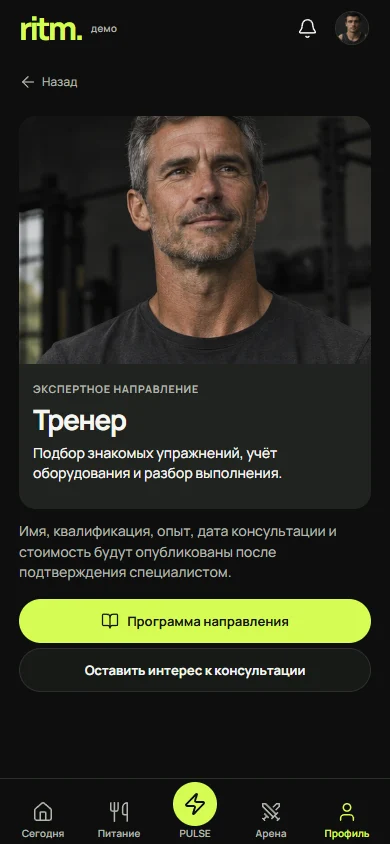 ritm. демо
Назад
ЭКСПЕРТНОЕ НАПРАВЛЕНИЕ
Тренер
Подбор знакомых упражнений, учёт
оборудования и разбор выполнения.
Имя, квалификация, опыт, дата консультации и
стоимость будут опубликованы после
подтверждения специалистом.
Программа направления
Оставить интерес к консультации
Сегодня Питание PULSE Арена Профиль